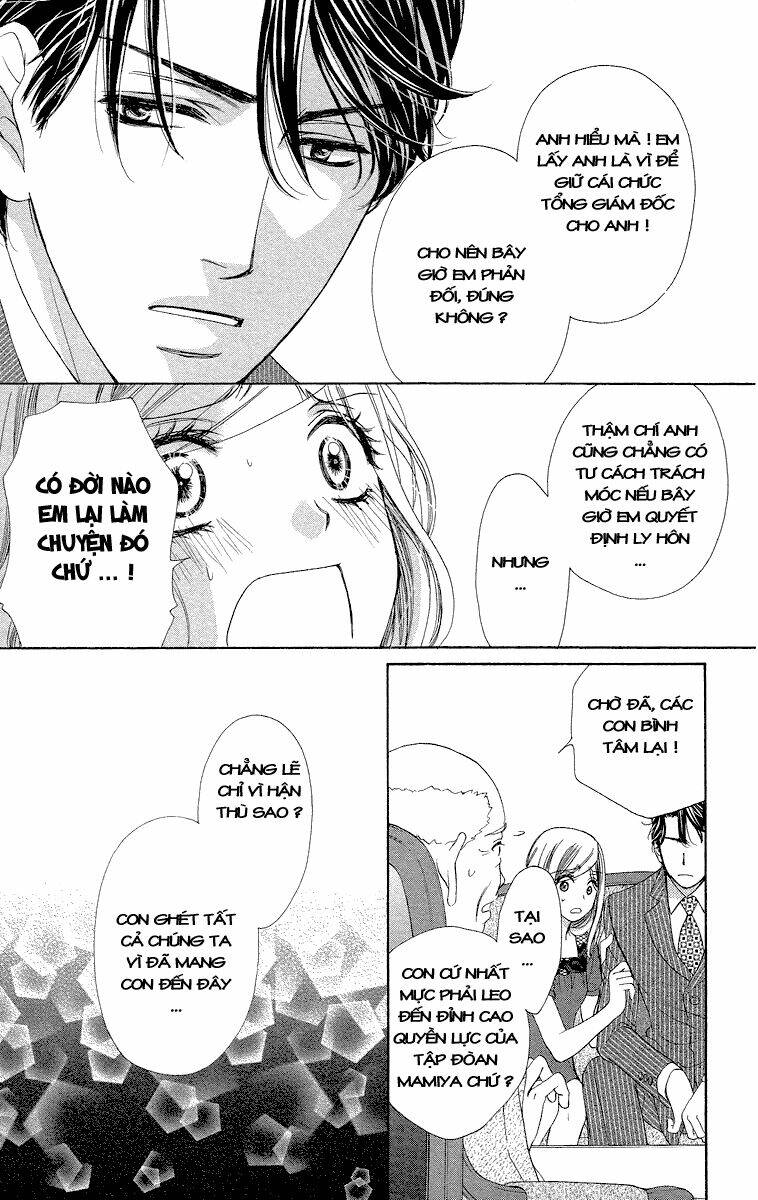 ANH HIỂU MÀ ! EM
LẤY ANH LÀ VÌ ĐỂ
GIỮ CÁI CHỨC
TỔNG GIÁM ĐỐC
CHO ANH !
CHO NÊN BÂY
GIỜ EM PHẢN
ĐỐI, ĐÚNG
KHÔNG ?
THẬM CHÍ ANH
CŨNG CHẲNG CÓ
TƯ CÁCH TRÁCH
MÓC NẾU BÂY
GIỜ EM QUYẾT
ĐỊNH LY HÔN
...
NHƯNG
...
CÓ ĐỜI NÀO
EM LẠI LÀM
CHUYỆN ĐÓ
CHỨ ... !
CHỜ ĐÃ, CÁC
CON BÌNH
TÂM LẠI !
TẠI
SAO
...
CON CỨ NHẤT
MỰC PHẢI LEO
ĐẾN ĐỈNH CAO
QUYỀN LỰC CỦA
TẬP ĐOÀN
MAMIYA CHỨ ?
CHẲNG LẼ
CHỈ VÌ HẬN
THÙ SAO ?
CON GHÉT TẤT
CẢ CHÚNG TA
VÌ ĐÃ MANG
CON ĐẾN ĐÂY
...